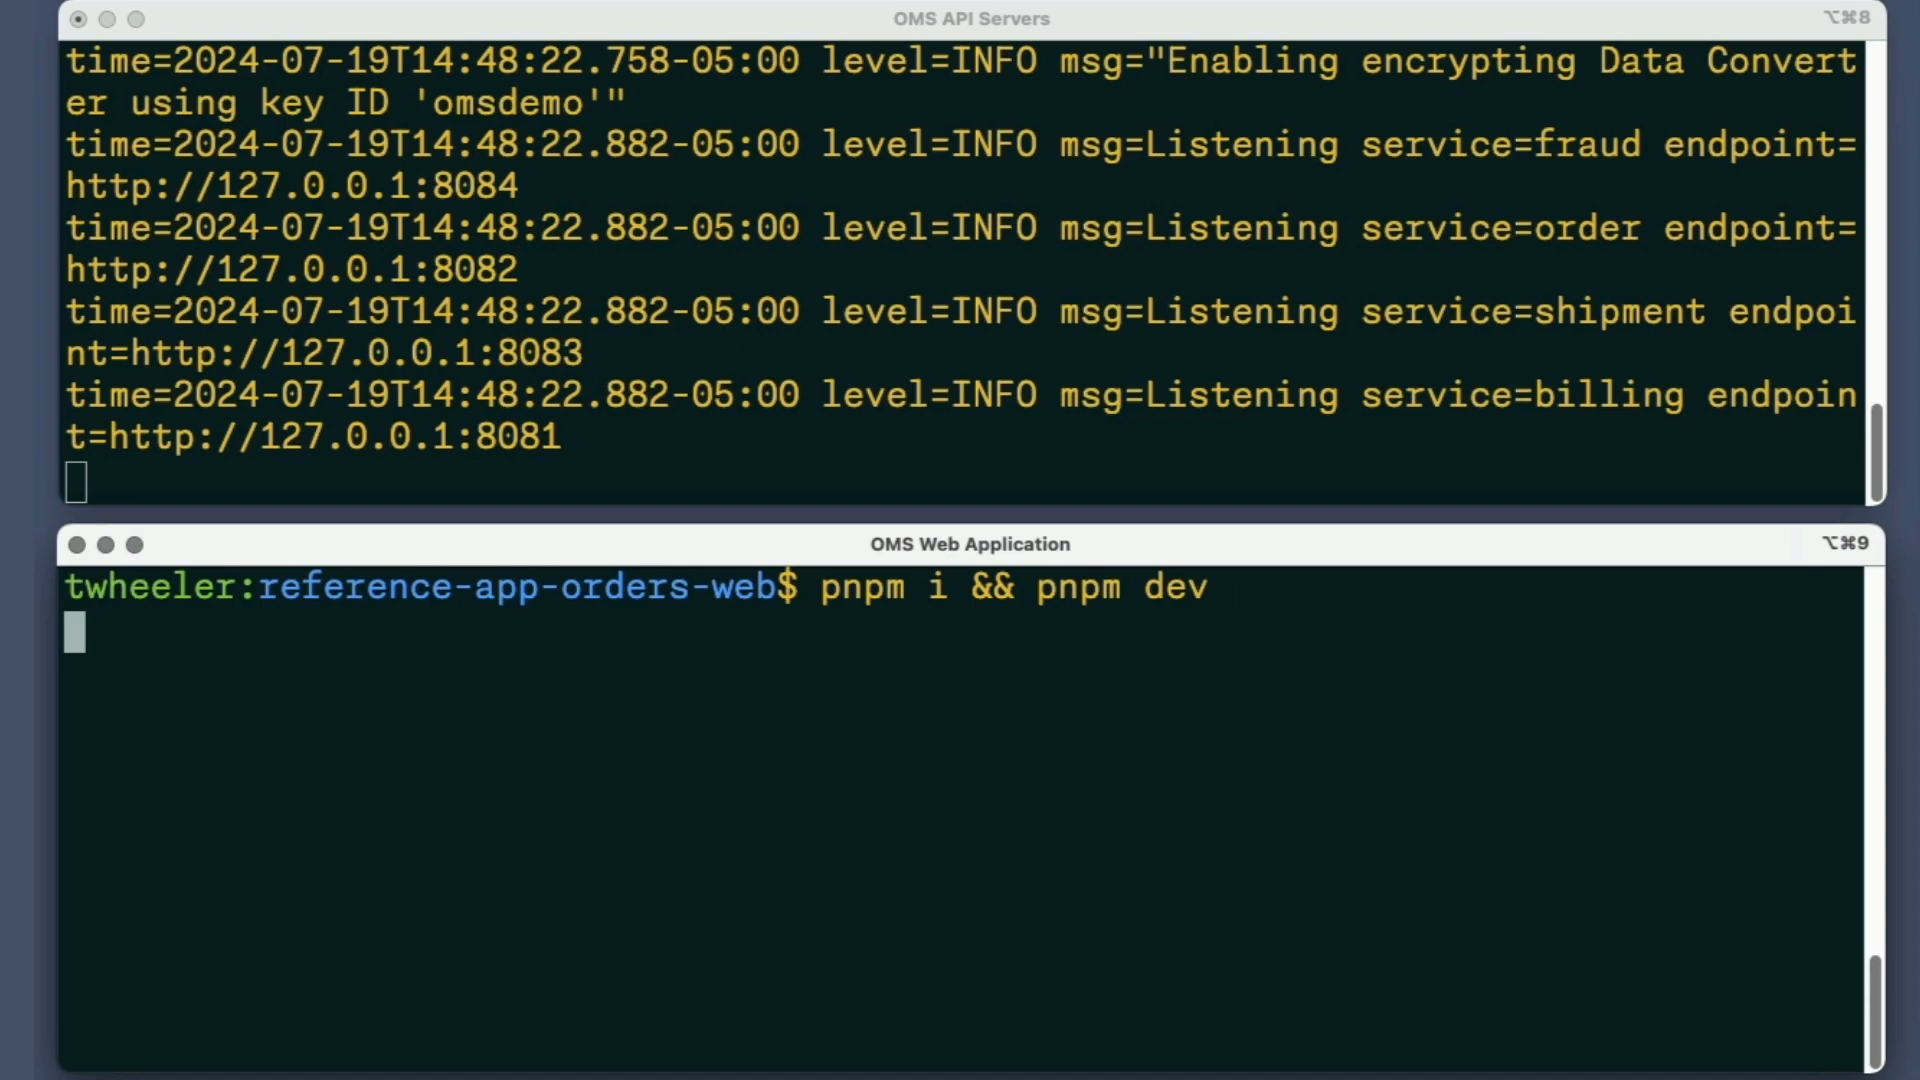 OMS API Servers
⌥⌘8
time=2024-07-19T14:48:22.758-05:00 level=INFO msg="Enabling encrypting Data Convert
er using key ID 'omsdemo'"
time=2024-07-19T14:48:22.882-05:00 level=INFO msg=Listening service=fraud endpoint=
http://127.0.0.1:8084
time=2024-07-19T14:48:22.882-05:00 level=INFO msg=Listening service=order endpoint=
http://127.0.0.1:8082
time=2024-07-19T14:48:22.882-05:00 level=INFO msg=Listening service=shipment endpoi
nt=http://127.0.0.1:8083
time=2024-07-19T14:48:22.882-05:00 level=INFO msg=Listening service=billing endpoin
t=http://127.0.0.1:8081
OMS Web Application
⌥⌘9
twheeler:reference-app-orders-web$ pnpm i && pnpm dev